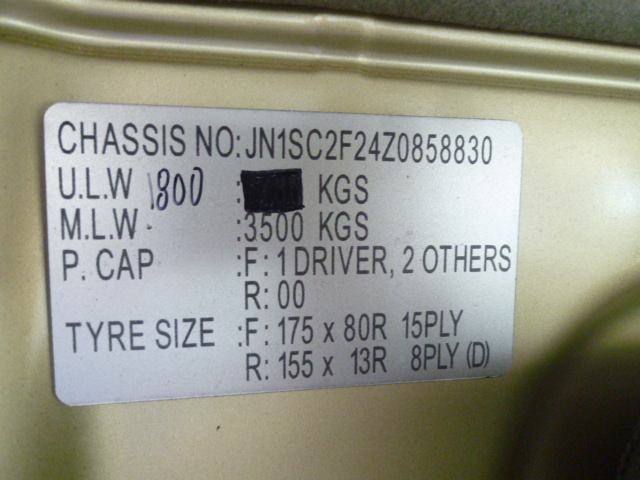 CHASSIS NO: JN1SC2F24Z0858830
U.L.W 1800 : KGS
M.L.W :3500 KGS
P. CAP :F: 1 DRIVER, 2 OTHERS
R: 00
TYRE SIZE :F: 175 x 80R 15PLY
R: 155 x 13R 8PLY (D)